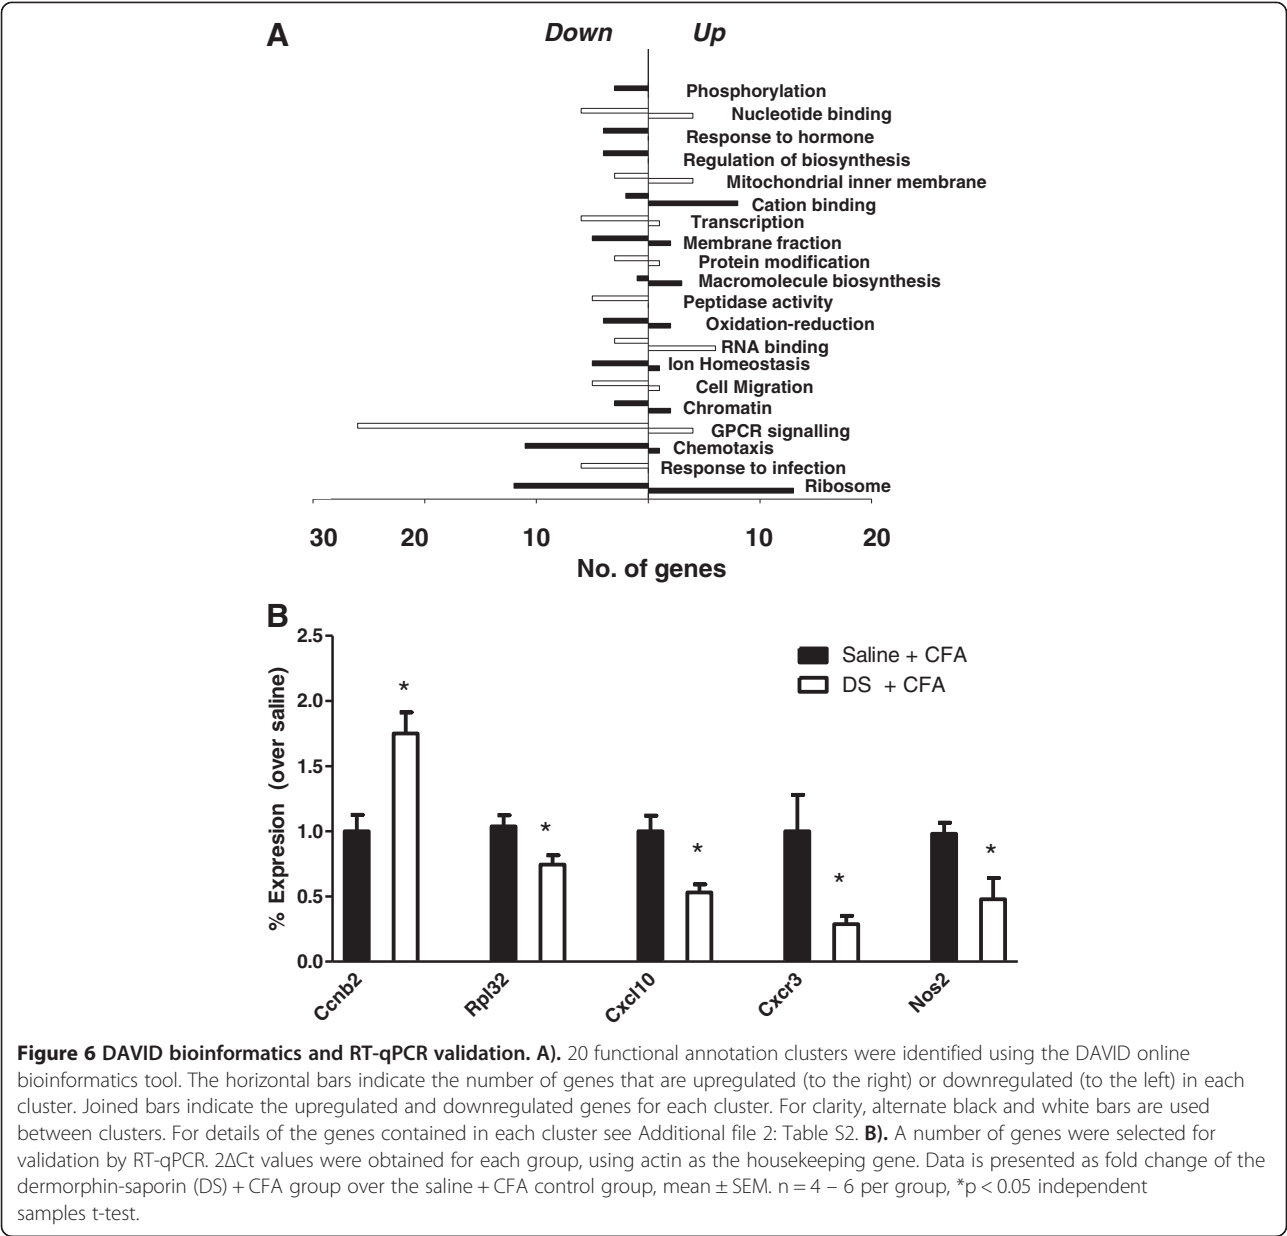 A
Down Up
Phosphorylation
Nucleotide binding
Response to hormone
Regulation of biosynthesis
Mitochondrial inner membrane
Cation binding
Transcription
Membrane fraction
Protein modification
Macromolecule biosynthesis
Peptidase activity
Oxidation-reduction
RNA binding
Ion Homeostasis
Cell Migration
Chromatin
GPCR signalling
Chemotaxis
Response to infection
Ribosome
30 20 10 10 20
No. of genes
B
% Expresion (over saline)
2.5
2.0
1.5
1.0
0.5
0.0
Saline + CFA
DS + CFA
*
*
*
*
*
Ccnb2
Rpl32
Cxcl10
Cxcr3
Nos2
Figure 6 DAVID bioinformatics and RT-qPCR validation. A). 20 functional annotation clusters were identified using the DAVID online
bioinformatics tool. The horizontal bars indicate the number of genes that are upregulated (to the right) or downregulated (to the left) in each
cluster. Joined bars indicate the upregulated and downregulated genes for each cluster. For clarity, alternate black and white bars are used
between clusters. For details of the genes contained in each cluster see Additional file 2: Table S2. B). A number of genes were selected for
validation by RT-qPCR. 2ΔCt values were obtained for each group, using actin as the housekeeping gene. Data is presented as fold change of the
dermorphin-saporin (DS) + CFA group over the saline + CFA control group, mean ± SEM. n = 4 – 6 per group, *p < 0.05 independent
samples t-test.